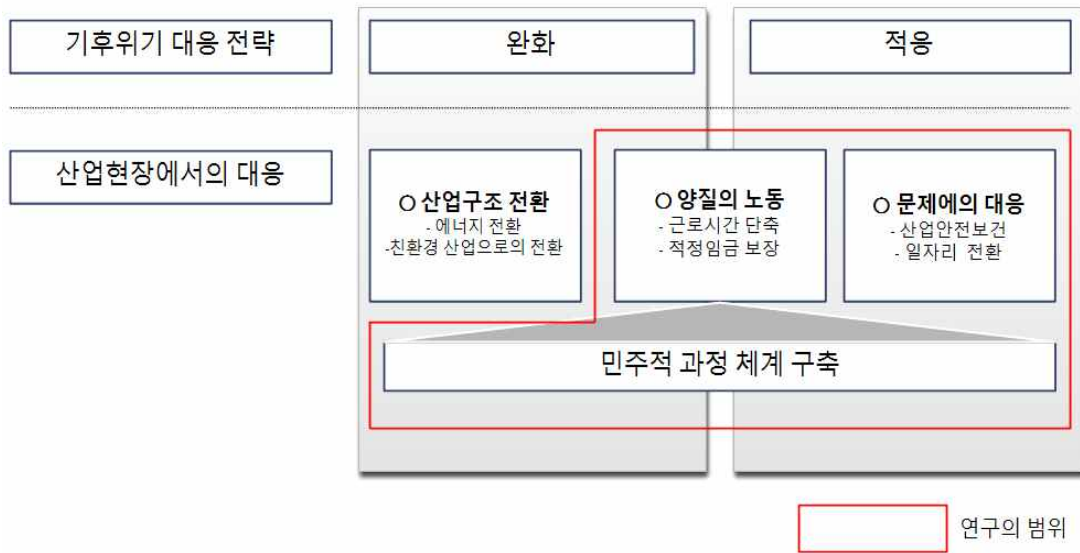 기후위기 대응 전략
완화
적응
산업현장에서의 대응
○ 산업구조 전환
- 에너지 전환
-친환경 산업으로의 전환
○ 양질의 노동
- 근로시간 단축
- 적정임금 보장
○ 문제에의 대응
- 산업안전보건
- 일자리 전환
민주적 과정 체계 구축
연구의 범위